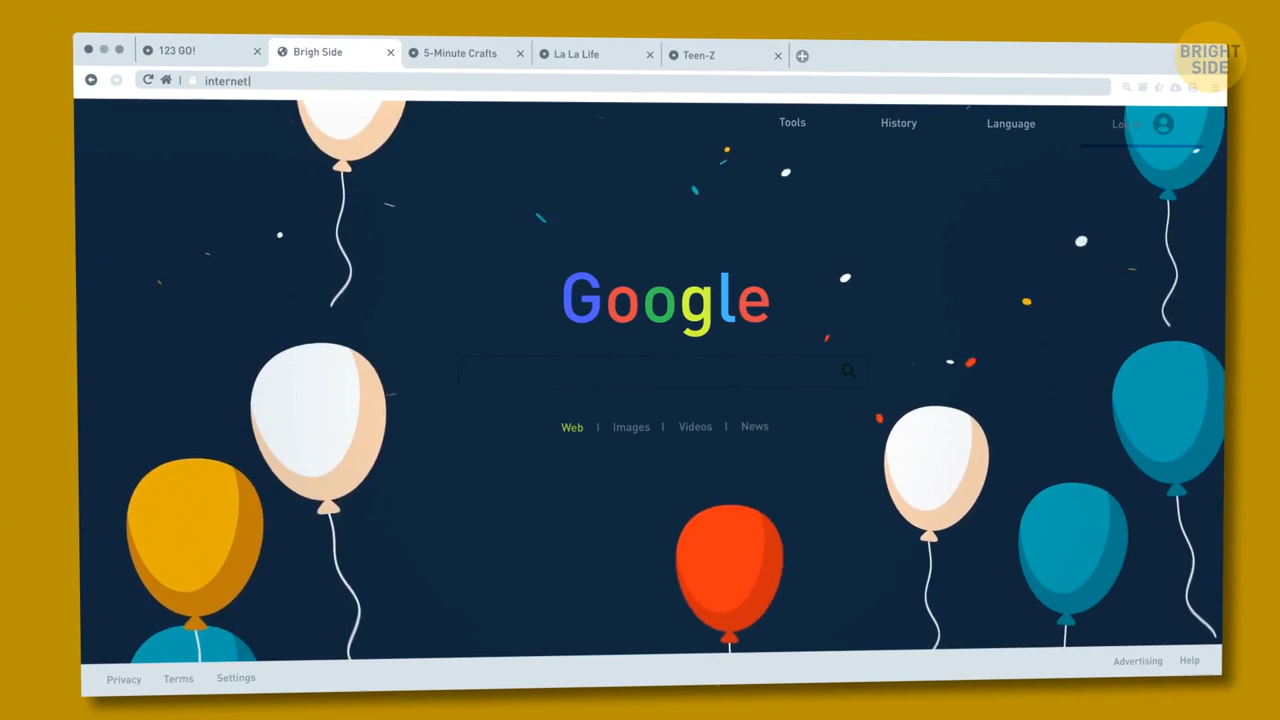 123 GO!
Brigh Side
5-Minute Crafts
La La Life
Teen-Z
BRIGHT
SIDE
internet
Tools
History
Language
Google
Web | Images | Videos | News
Privacy
Terms
Settings
Advertising
Help